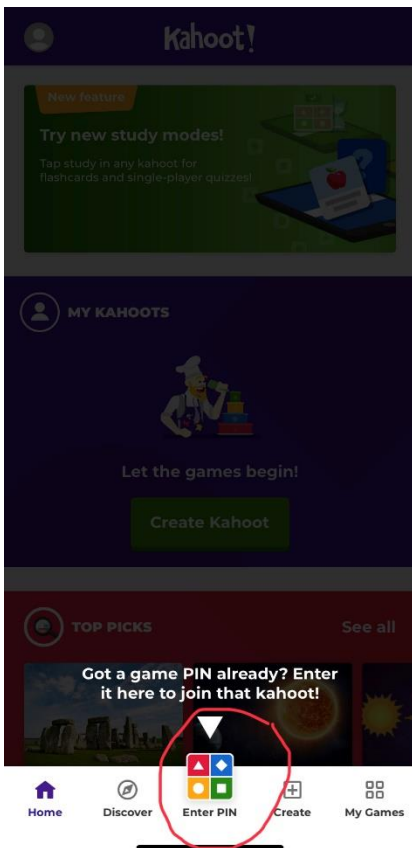 Kahoot!
New feature
Try new study modes!
Tap study in any kahoot for
flashcards and single-player quizzes!
MY KAHOOTS
Let the games begin!
Create Kahoot
TOP PICKS
See all
Got a game PIN already? Enter
it here to join that kahoot!
Home
Discover
Enter PIN
Create
My Games